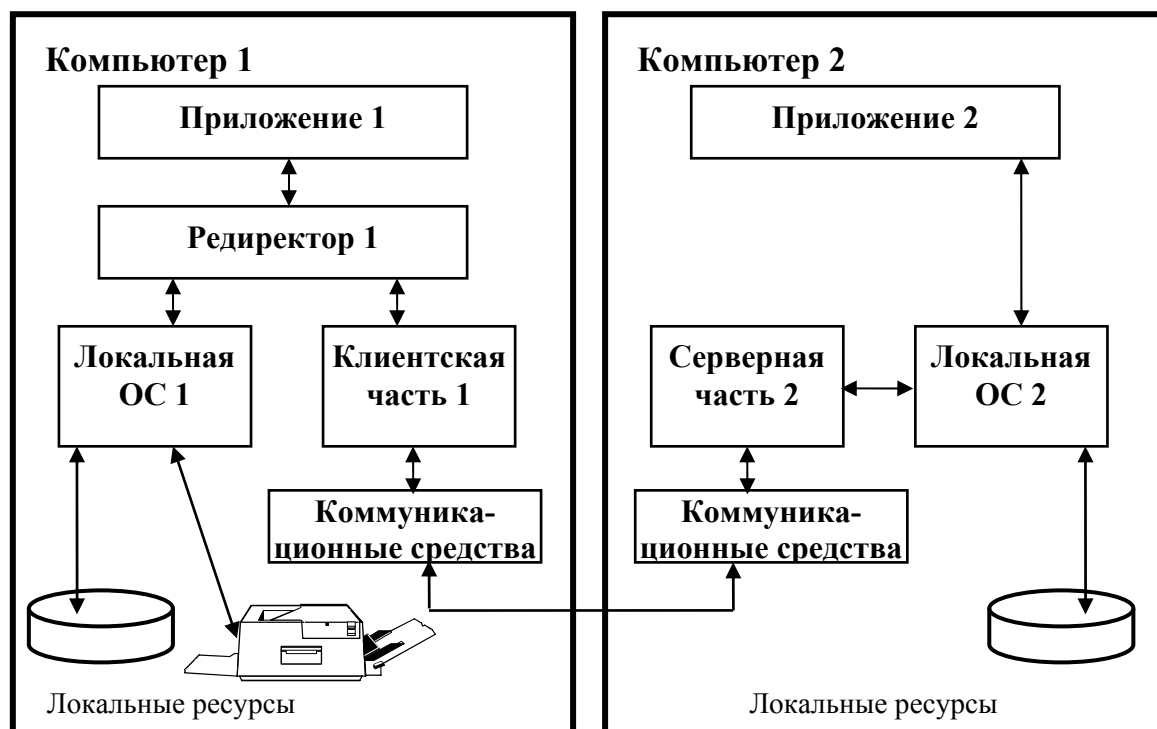 Компьютер 1
Приложение 1
Редиректор 1
Локальная
ОС 1
Клиентская
часть 1
Коммуника-
ционные средства
Локальные ресурсы
Компьютер 2
Приложение 2
Серверная
часть 2
Локальная
ОС 2
Коммуника-
ционные средства
Локальные ресурсы